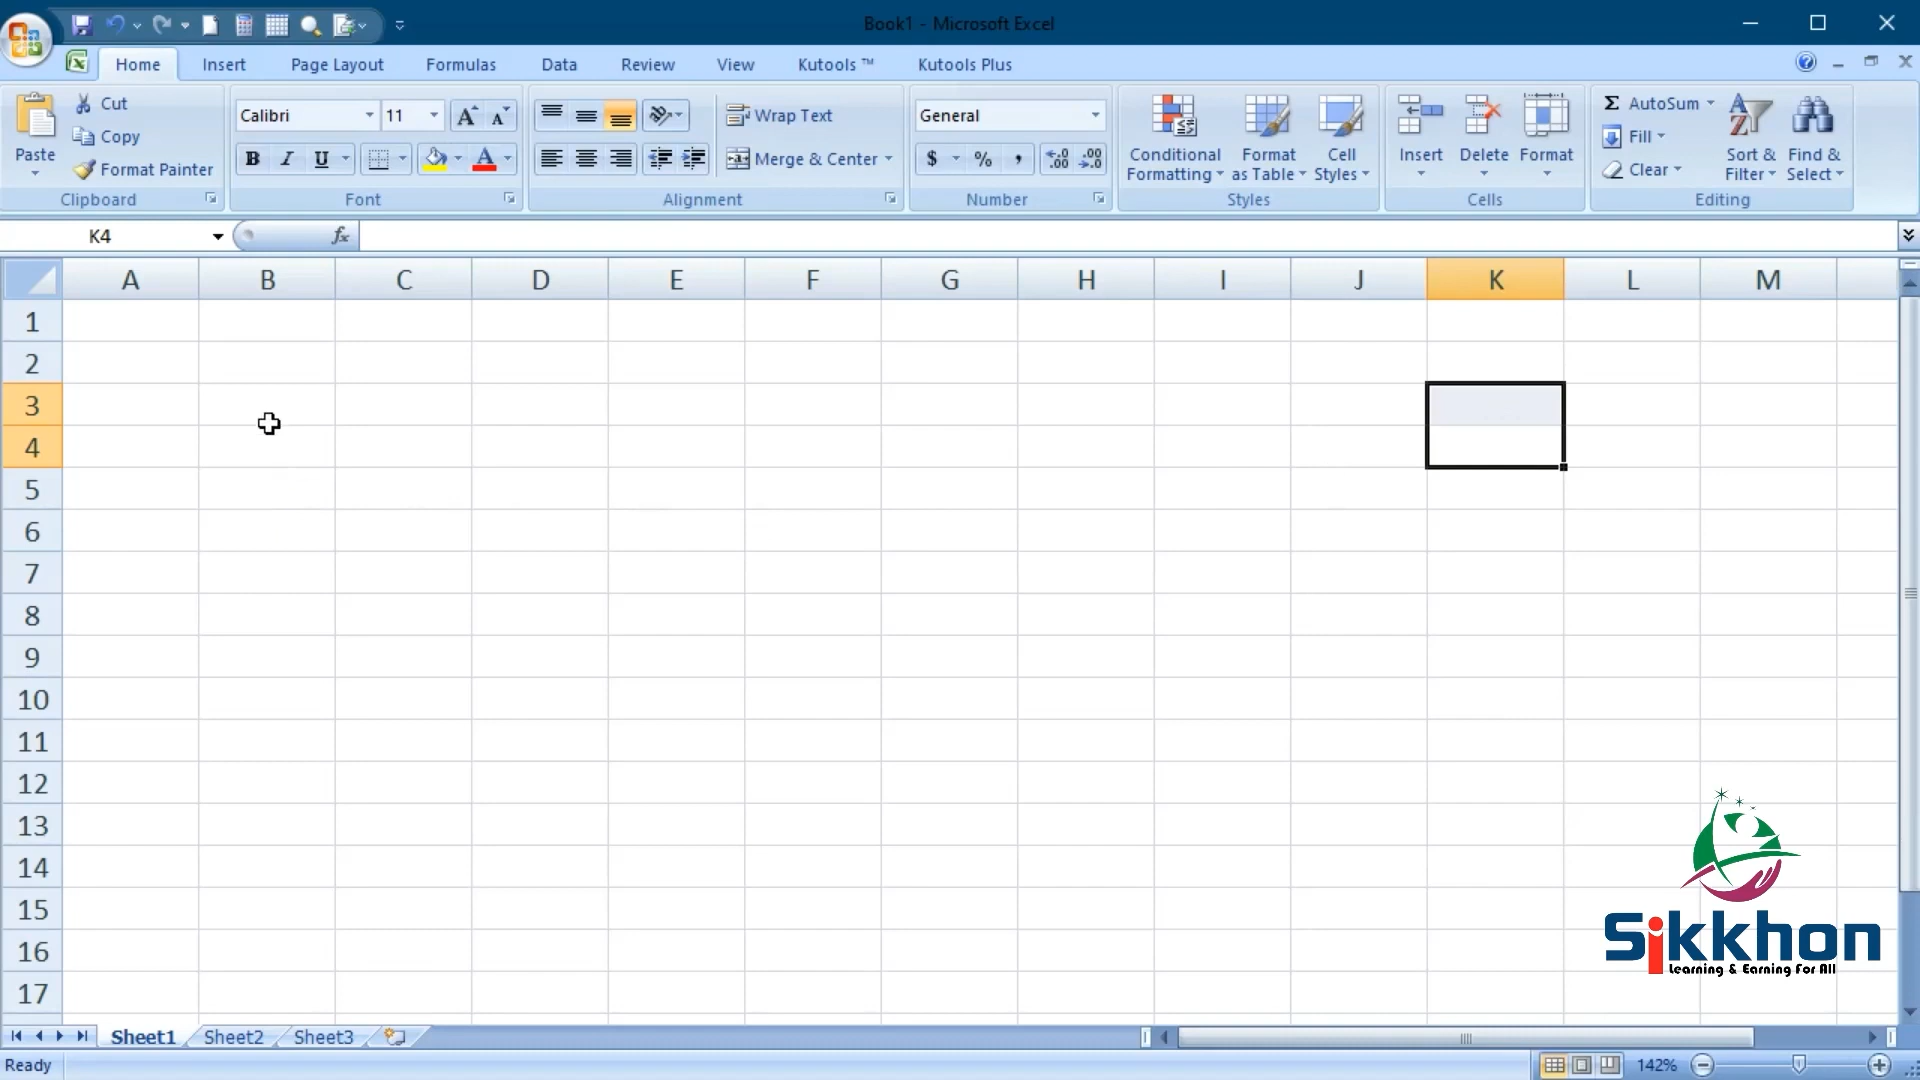 Book1 - Microsoft Excel
Home Insert Page Layout Formulas Data Review View Kutools ™ Kutools Plus
Paste
Cut
Copy
Format Painter
Clipboard
Calibri 11
B I U
Font
Wrap Text
Merge & Center
Alignment
General
$ % ,
Number
Conditional Formatting
Format as Table
Cell Styles
Styles
Insert Delete Format
Cells
Σ AutoSum
Fill
Clear
Sort & Filter
Find & Select
Editing
K4 fx
A B C D E F G H I J K L M
1
2
3
4
5
6
7
8
9
10
11
12
13
14
15
16
17
Sikkhon
Learning & Earning For All
Sheet1 Sheet2 Sheet3
Ready 142%